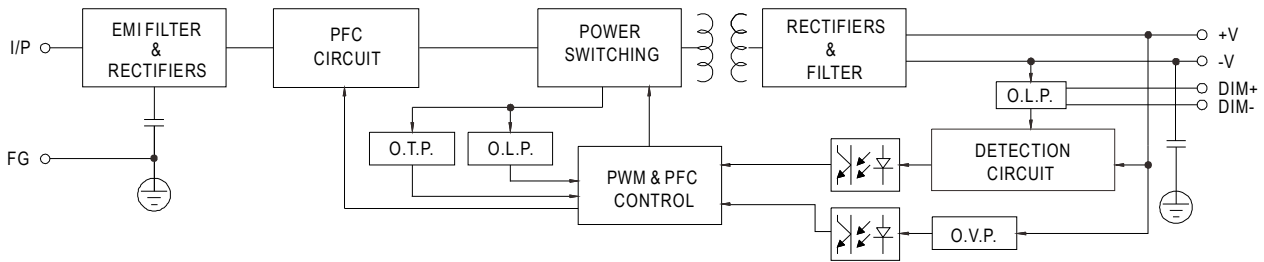 I/P
EMI FILTER
&
RECTIFIERS
PFC
CIRCUIT
POWER
SWITCHING
RECTIFIERS
&
FILTER
+V
-V
DIM+
DIM-
O.L.P.
FG
O.T.P.
O.L.P.
PWM & PFC
CONTROL
DETECTION
CIRCUIT
O.V.P.